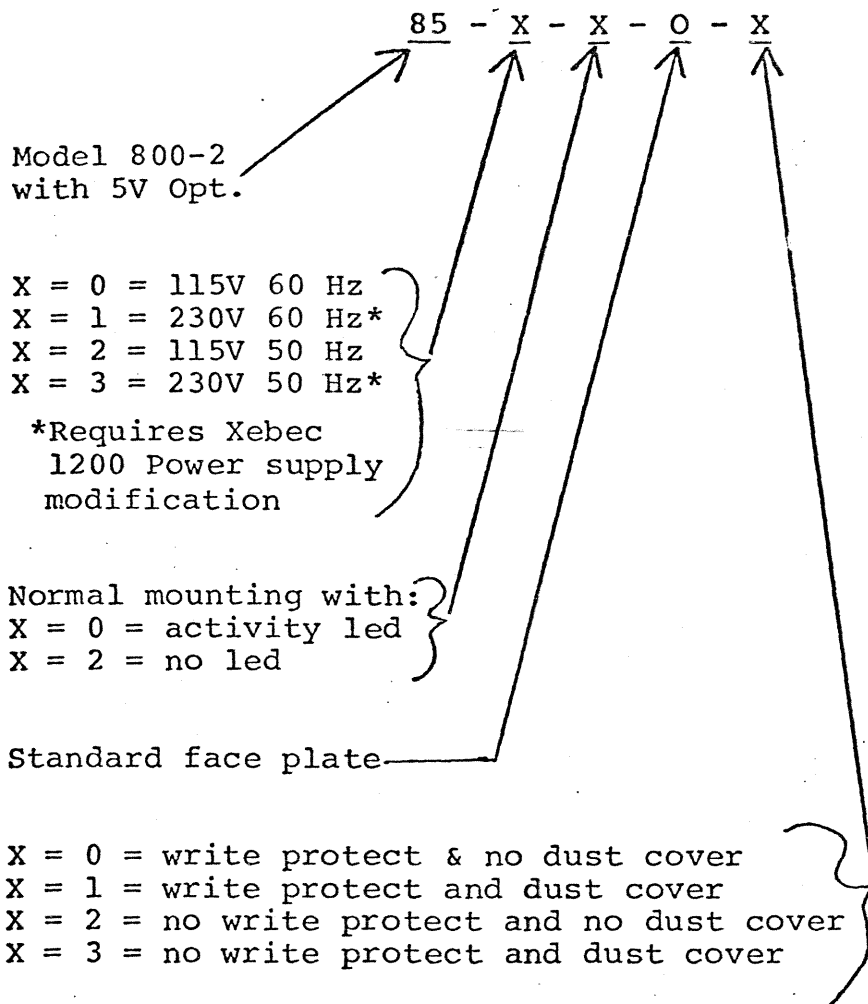 85 - X - X - O - X
Model 800-2
with 5V Opt.
X = 0 = 115V 60 Hz
X = 1 = 230V 60 Hz*
X = 2 = 115V 50 Hz
X = 3 = 230V 50 Hz*
*Requires Xebec
1200 Power supply
modification
Normal mounting with:
X = 0 = activity led
X = 2 = no led
Standard face plate
X = 0 = write protect & no dust cover
X = 1 = write protect and dust cover
X = 2 = no write protect and no dust cover
X = 3 = no write protect and dust cover